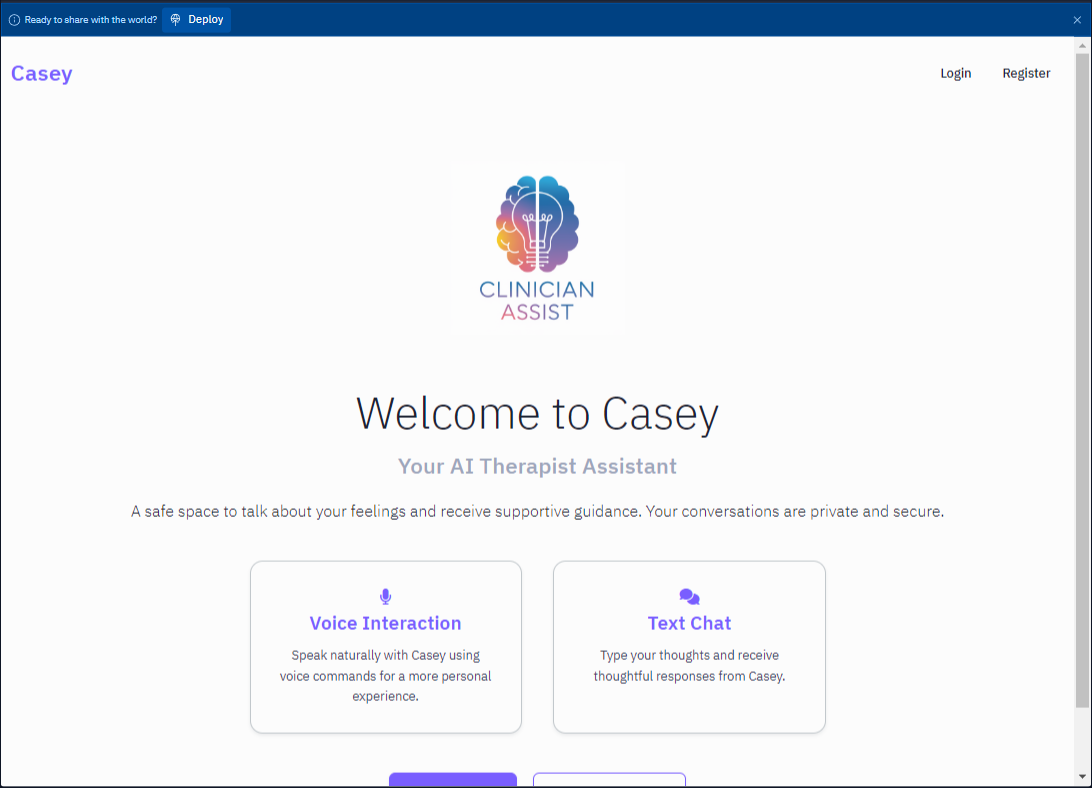 Ready to share with the world? Deploy
Casey
Login Register
CLINICIAN
ASSIST
Welcome to Casey
Your AI Therapist Assistant
A safe space to talk about your feelings and receive supportive guidance. Your conversations are private and secure.
Voice Interaction
Speak naturally with Casey using
voice commands for a more personal
experience.
Text Chat
Type your thoughts and receive
thoughtful responses from Casey.